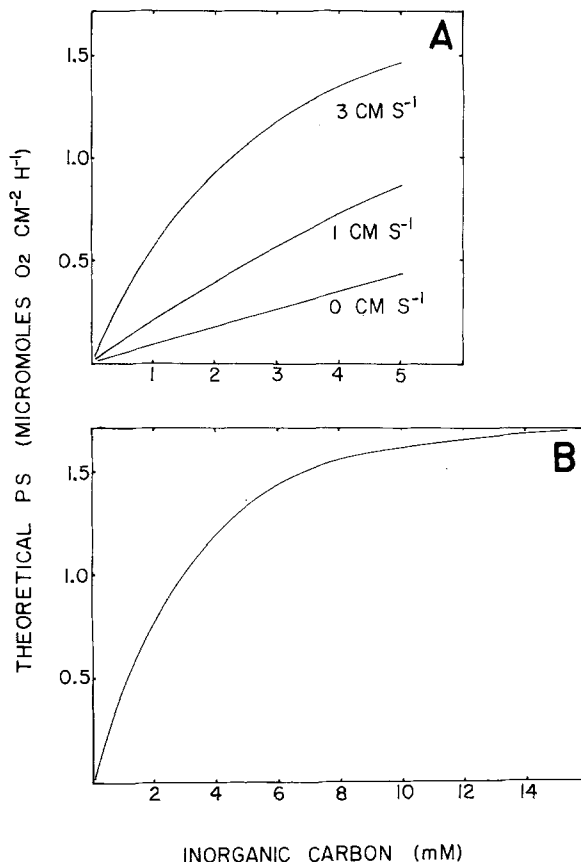 A
1.5
1.0
0.5
3 CM S⁻¹
1 CM S⁻¹
0 CM S⁻¹
1 2 3 4 5
THEORETICAL PS (MICROMOLES O₂ CM⁻² H⁻¹)
B
1.5
1.0
0.5
2 4 6 8 10 12 14
INORGANIC CARBON (mM)